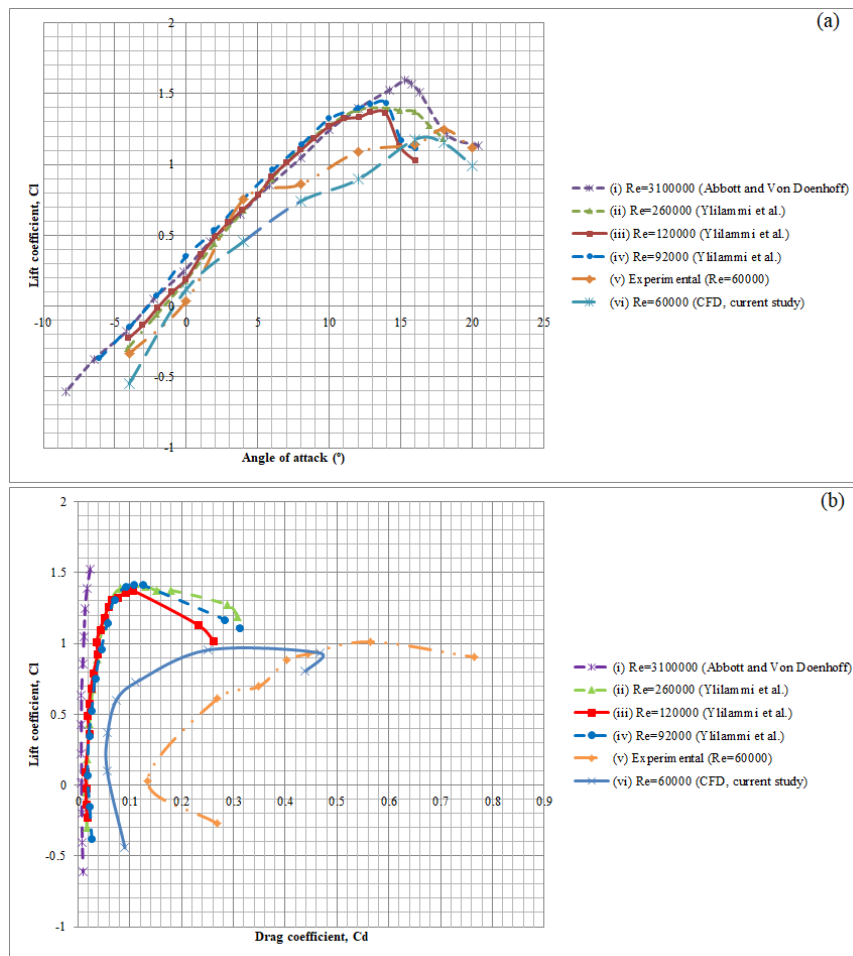 (a)
Lift coefficient, Cl
2
1.5
1
0.5
0
-0.5
-1
-10
-5
0
5
10
15
20
25
Angle of attack (°)
(i) Re=3100000 (Abbott and Von Doenhoff)
(ii) Re=260000 (Ylilammi et al.)
(iii) Re=120000 (Ylilammi et al.)
(iv) Re=92000 (Ylilammi et al.)
(v) Experimental (Re=60000)
(vi) Re=60000 (CFD, current study)
(b)
Lift coefficient, Cl
2
1.5
1
0.5
0
-0.5
-1
0
0.1
0.2
0.3
0.4
0.5
0.6
0.7
0.8
0.9
Drag coefficient, Cd
(i) Re=3100000 (Abbott and Von Doenhoff)
(ii) Re=260000 (Ylilammi et al.)
(iii) Re=120000 (Ylilammi et al.)
(iv) Re=92000 (Ylilammi et al.)
(v) Experimental (Re=60000)
(vi) Re=60000 (CFD, current study)